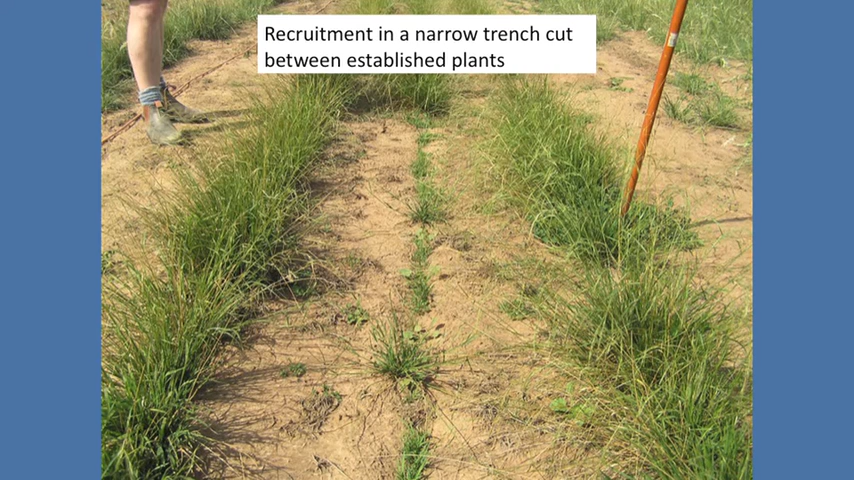 Recruitment in a narrow trench cut
between established plants